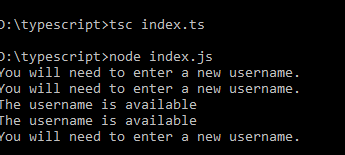 D:\typescript>tsc index.ts
D:\typescript>node index.js
You will need to enter a new username.
You will need to enter a new username.
The username is available
The username is available
You will need to enter a new username.